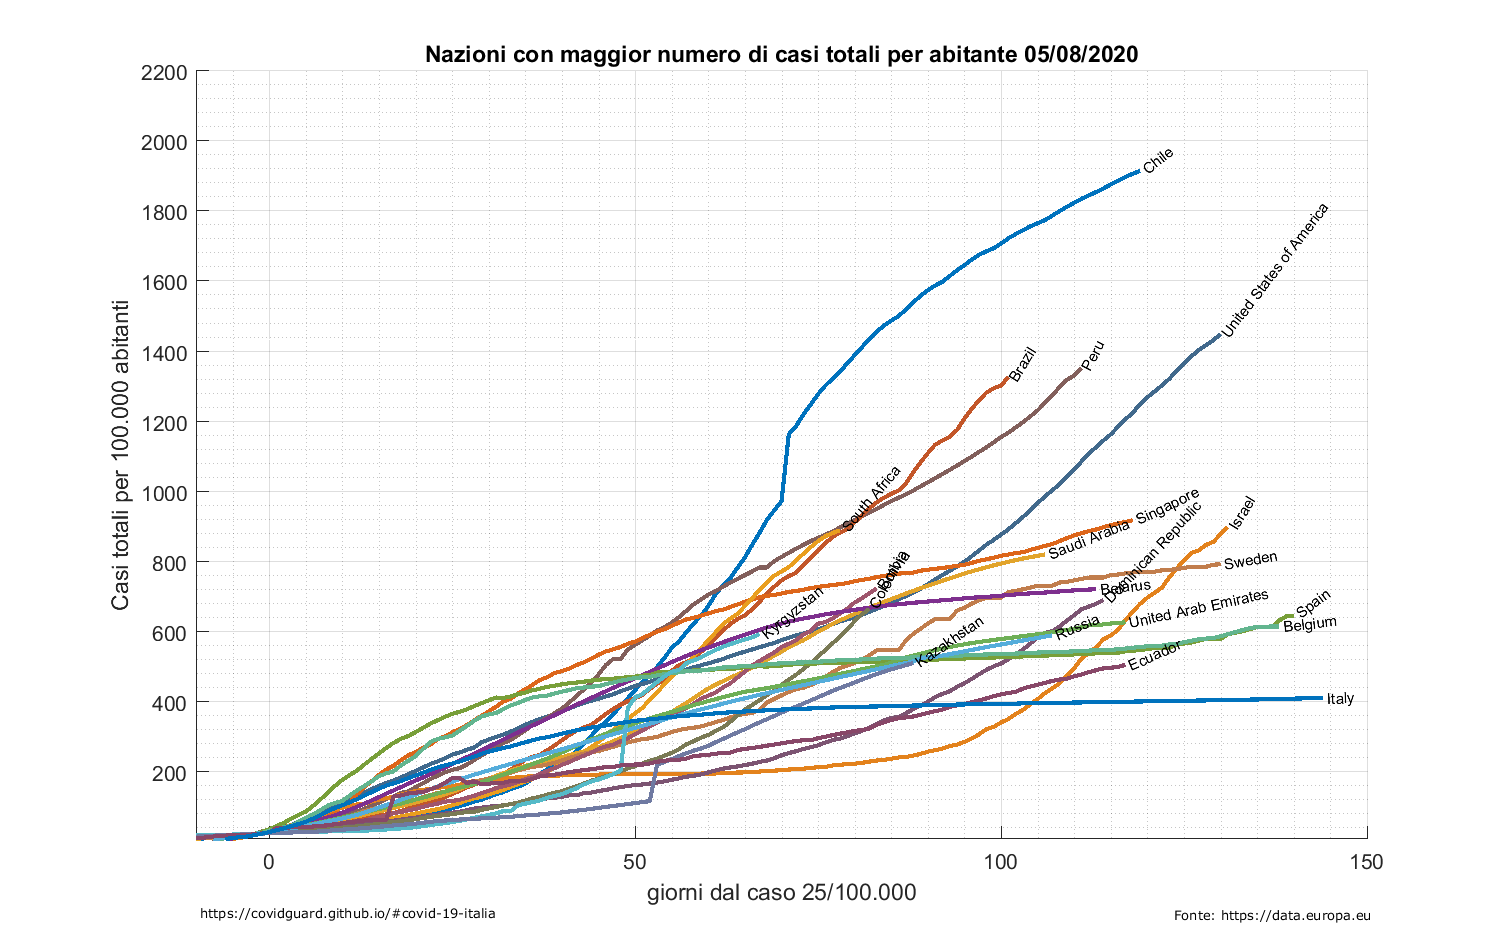 Nazioni con maggior numero di casi totali per abitante 05/08/2020
Casi totali per 100.000 abitanti
2200
2000
1800
1600
1400
1200
1000
800
600
400
200
Chile
United States of America
Brazil
Peru
South Africa
Singapore
Saudi Arabia
Dominican Republic
Israel
Sweden
Bolivia
Colombia
Belarus
Kyrgyzstan
United Arab Emirates
Spain
Belgium
Russia
Kazakhstan
Ecuador
Italy
0
50
100
150
giorni dal caso 25/100.000
https://covidguard.github.io/#covid-19-italia
Fonte: https://data.europa.eu